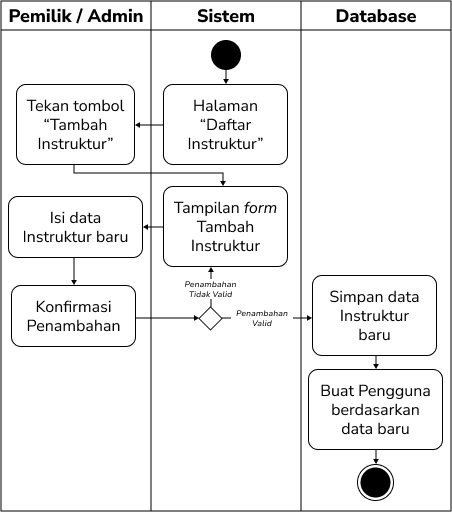 Pemilik / Admin
Sistem
Database
Halaman
“Daftar
Instruktur”
Tekan tombol
“Tambah
Instruktur”
Tampilan form
Tambah
Instruktur
Isi data
Instruktur baru
Konfirmasi
Penambahan
Penambahan
Tidak Valid
Penambahan
Valid
Simpan data
Instruktur
baru
Buat Pengguna
berdasarkan
data baru